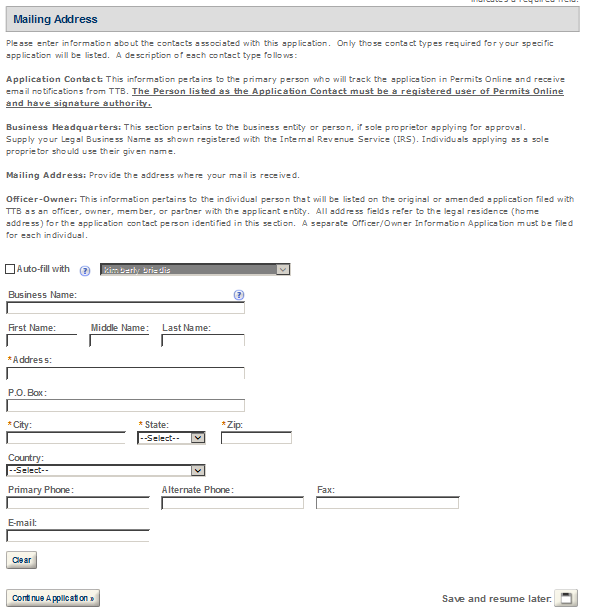 indicates a required field.
Mailing Address
Please enter information about the contacts associated with this application. Only those contact types required for your specific
application will be listed. A description of each contact type follows:
Application Contact: This information pertains to the primary person who will track the application in Permits Online and receive
email notifications from TTB. The Person listed as the Application Contact must be a registered user of Permits Online
and have signature authority.
Business Headquarters: This section pertains to the business entity or person, if sole proprietor applying for approval.
Supply your Legal Business Name as shown registered with the Internal Revenue Service (IRS). Individuals applying as a sole
proprietor should use their given name.
Mailing Address: Provide the address where your mail is received.
Officer-Owner: This information pertains to the individual person that will be listed on the original or amended application filed with
TTB as an officer, owner, member, or partner with the applicant entity. All address fields refer to the legal residence (home
address) for the application contact person identified in this section. A separate Officer/Owner Information Application must be filed
for each individual.
Auto-fill with ? kimberly briedis
Business Name: ?
First Name: Middle Name: Last Name:
*Address:
P.O. Box:
*City: *State: *Zip:
--Select--
Country:
--Select--
Primary Phone: Alternate Phone: Fax:
E-mail:
Clear
Continue Application » Save and resume later: